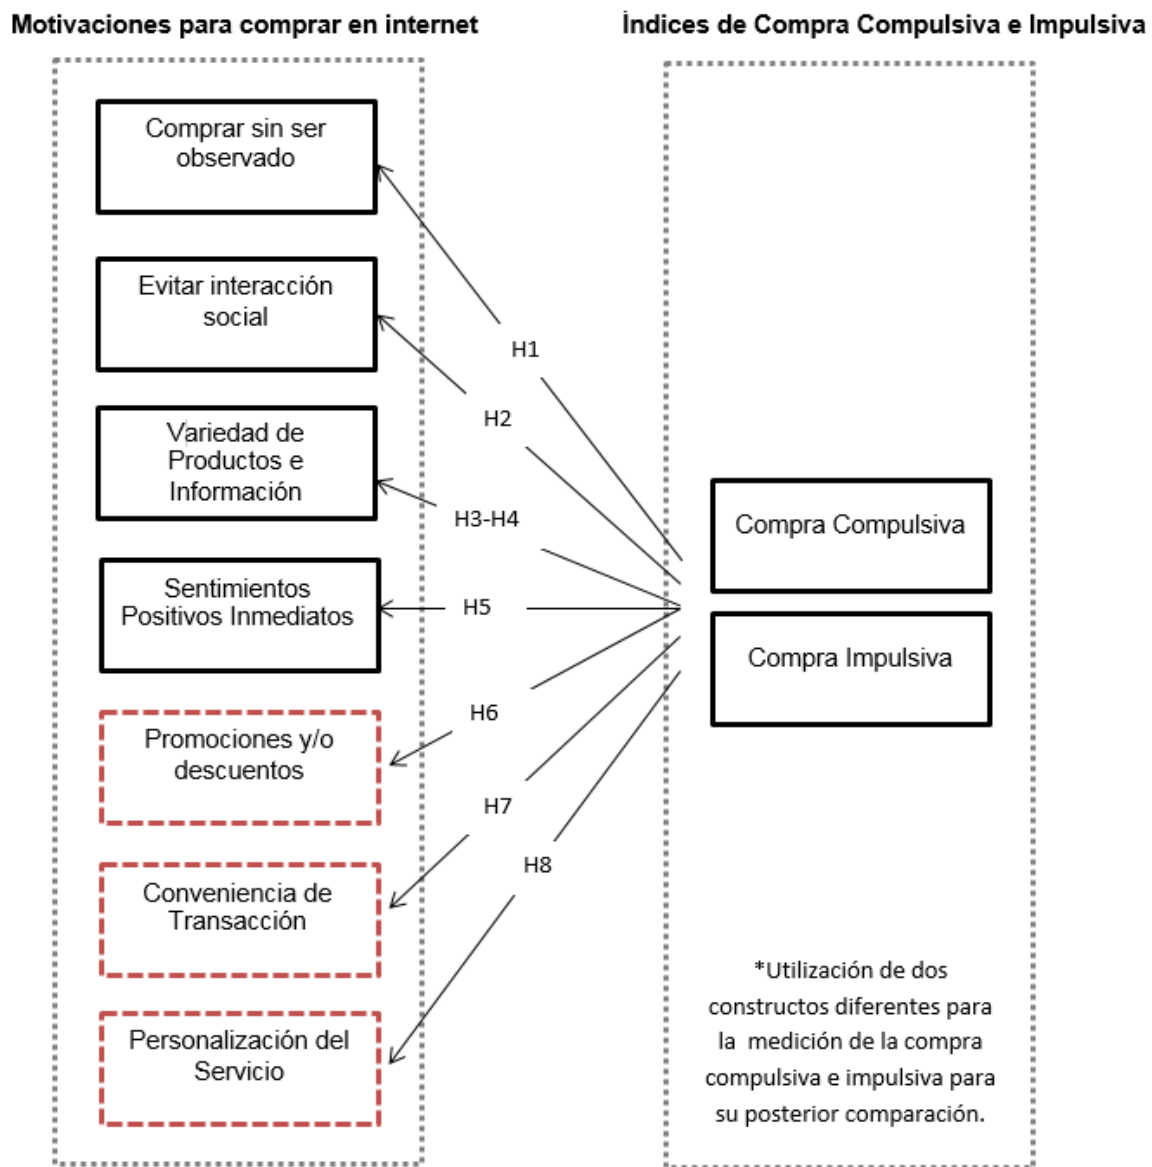 Motivaciones para comprar en internet
Índices de Compra Compulsiva e Impulsiva
Comprar sin ser
observado
Evitar interacción
social
Variedad de
Productos e
Información
Sentimientos
Positivos Inmediatos
Promociones y/o
descuentos
Conveniencia de
Transacción
Personalización del
Servicio
H1
H2
H3-H4
H5
H6
H7
H8
Compra Compulsiva
Compra Impulsiva
*Utilización de dos
constructos diferentes para
la medición de la compra
compulsiva e impulsiva para
su posterior comparación.